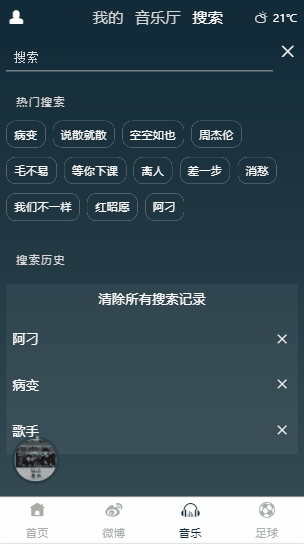 我的 音乐厅 搜索 21℃
搜索
热门搜索
病变 说散就散 空空如也 周杰伦
毛不易 等你下课 离人 差一步 消愁
我们不一样 红昭愿 阿刁
搜索历史
清除所有搜索记录
阿刁
病变
歌手
首页 微博 音乐 足球